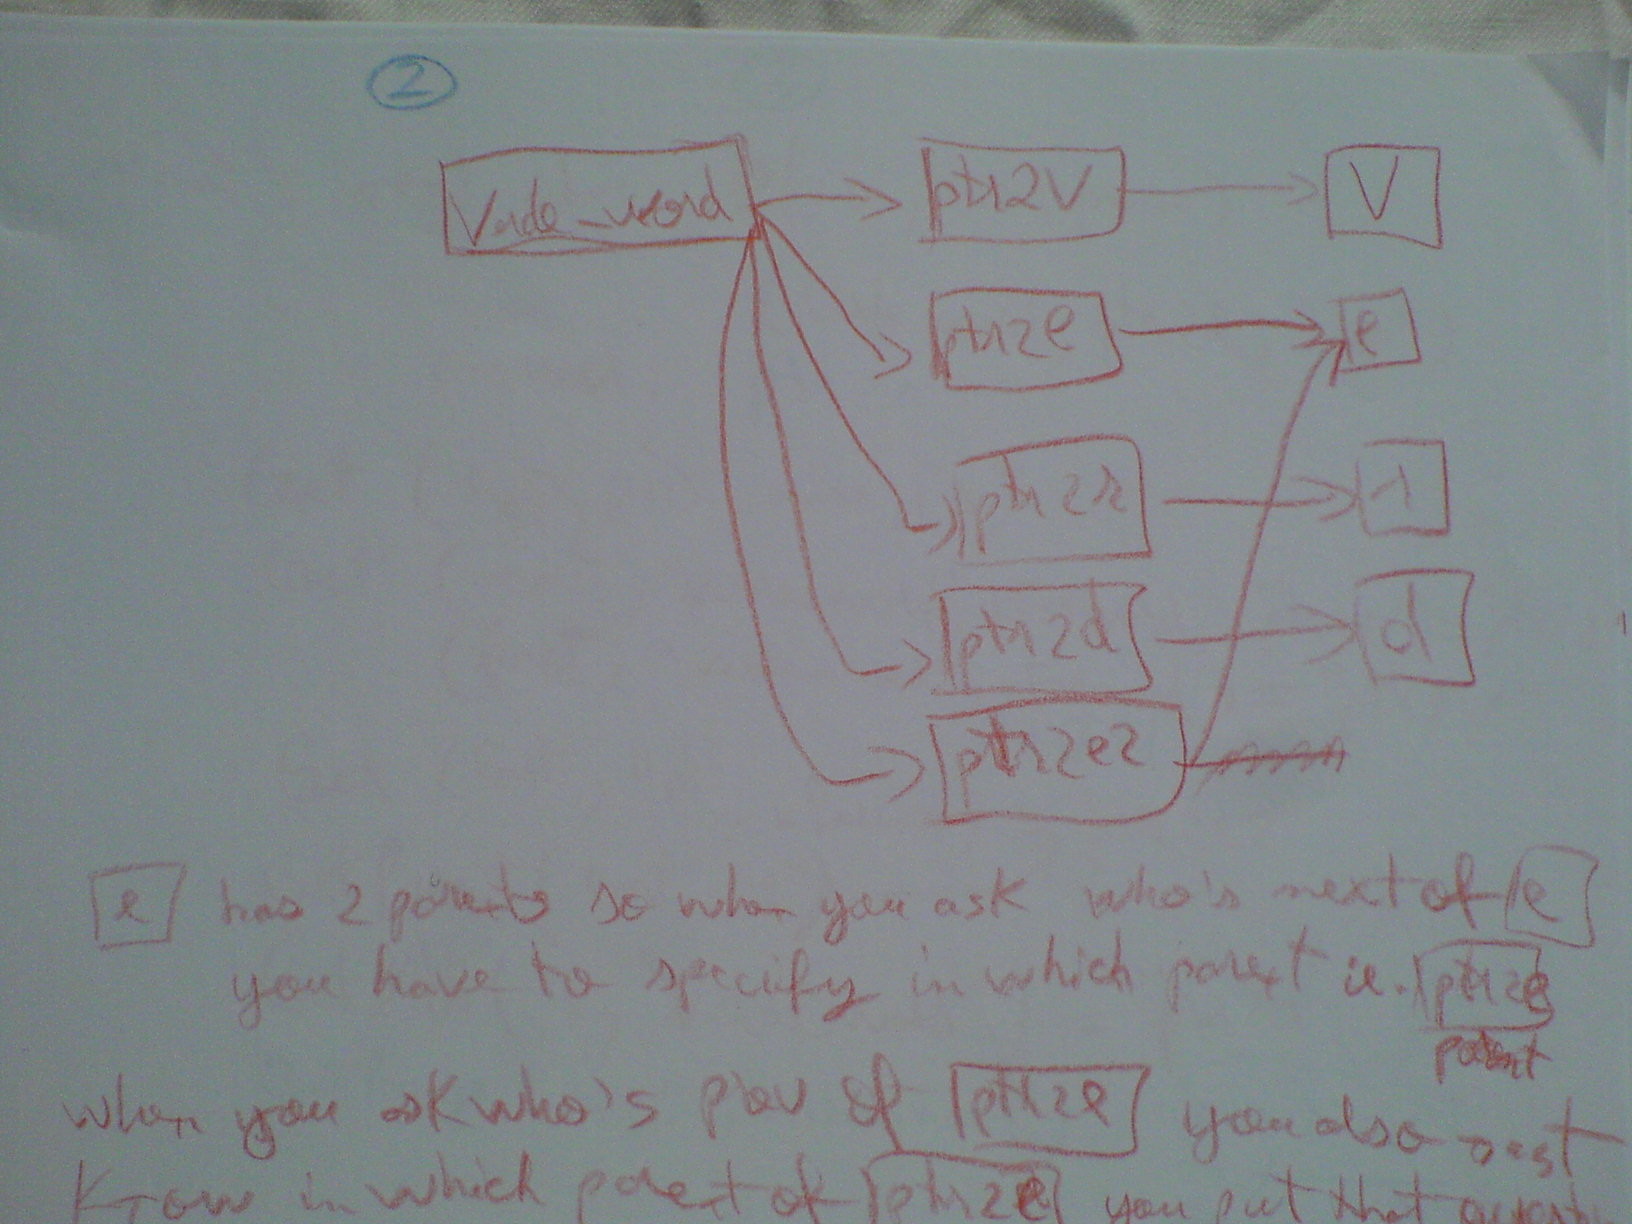 2
Verde_word
ptr2V
V
ptr2e
e
ptr2r
r
ptr2d
d
ptr2e2
e has 2 parents so when you ask who's next of e
you have to specify in which parent ie. ptr2e
parent
when you ask who's prev of ptr2e you also must
know in which parent of ptr2e you put that